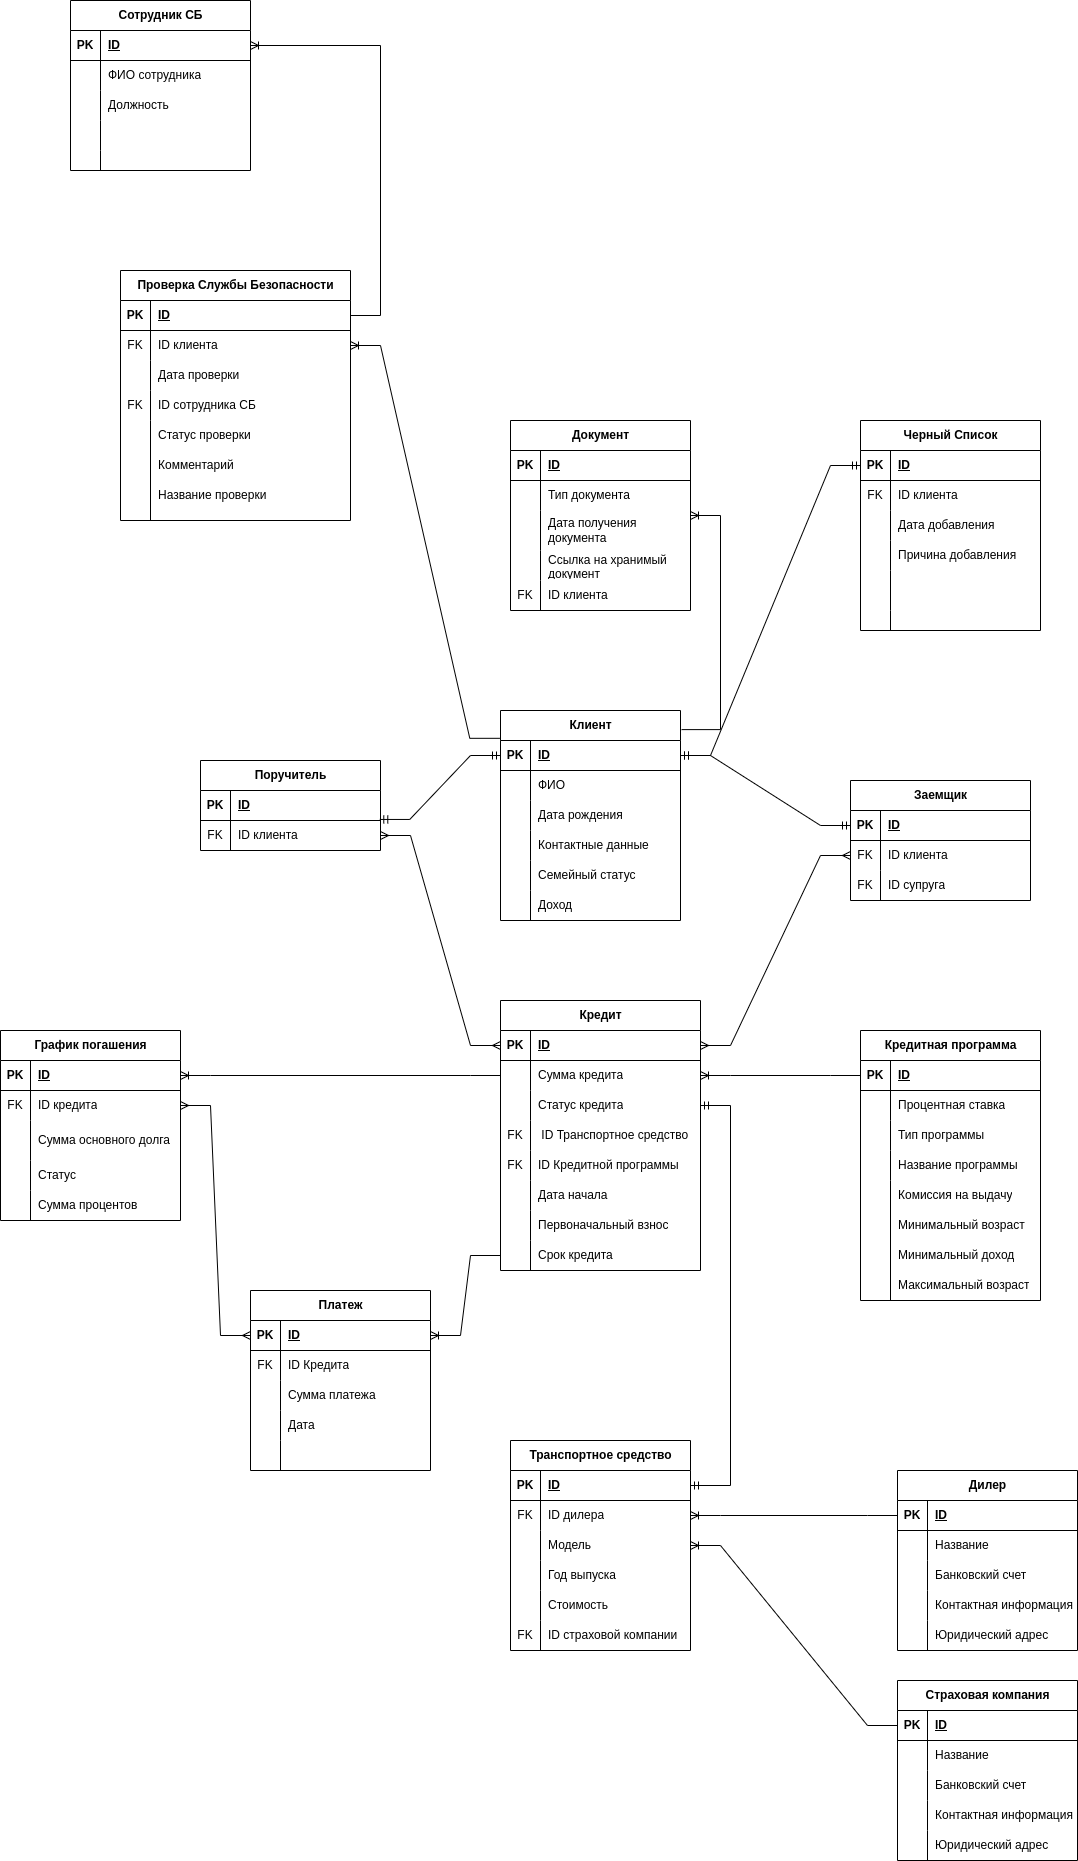 Сотрудник СБ
PK ID
ФИО сотрудника
Должность
Проверка Службы Безопасности
PK ID
FK ID клиента
Дата проверки
FK ID сотрудника СБ
Статус проверки
Комментарий
Название проверки
Документ
PK ID
Тип документа
Дата получения
документа
Ссылка на хранимый
документ
FK ID клиента
Черный Список
PK ID
FK ID клиента
Дата добавления
Причина добавления
Клиент
PK ID
ФИО
Дата рождения
Контактные данные
Семейный статус
Доход
Поручитель
PK ID
FK ID клиента
Заемщик
PK ID
FK ID клиента
FK ID супруга
Кредит
PK ID
Сумма кредита
Статус кредита
FK ID Транспортное средство
FK ID Кредитной программы
Дата начала
Первоначальный взнос
Срок кредита
График погашения
PK ID
FK ID кредита
Сумма основного долга
Статус
Сумма процентов
Кредитная программа
PK ID
Процентная ставка
Тип программы
Название программы
Комиссия на выдачу
Минимальный возраст
Минимальный доход
Максимальный возраст
Платеж
PK ID
FK ID Кредита
Сумма платежа
Дата
Транспортное средство
PK ID
FK ID дилера
Модель
Год выпуска
Стоимость
FK ID страховой компании
Дилер
PK ID
Название
Банковский счет
Контактная информация
Юридический адрес
Страховая компания
PK ID
Название
Банковский счет
Контактная информация
Юридический адрес